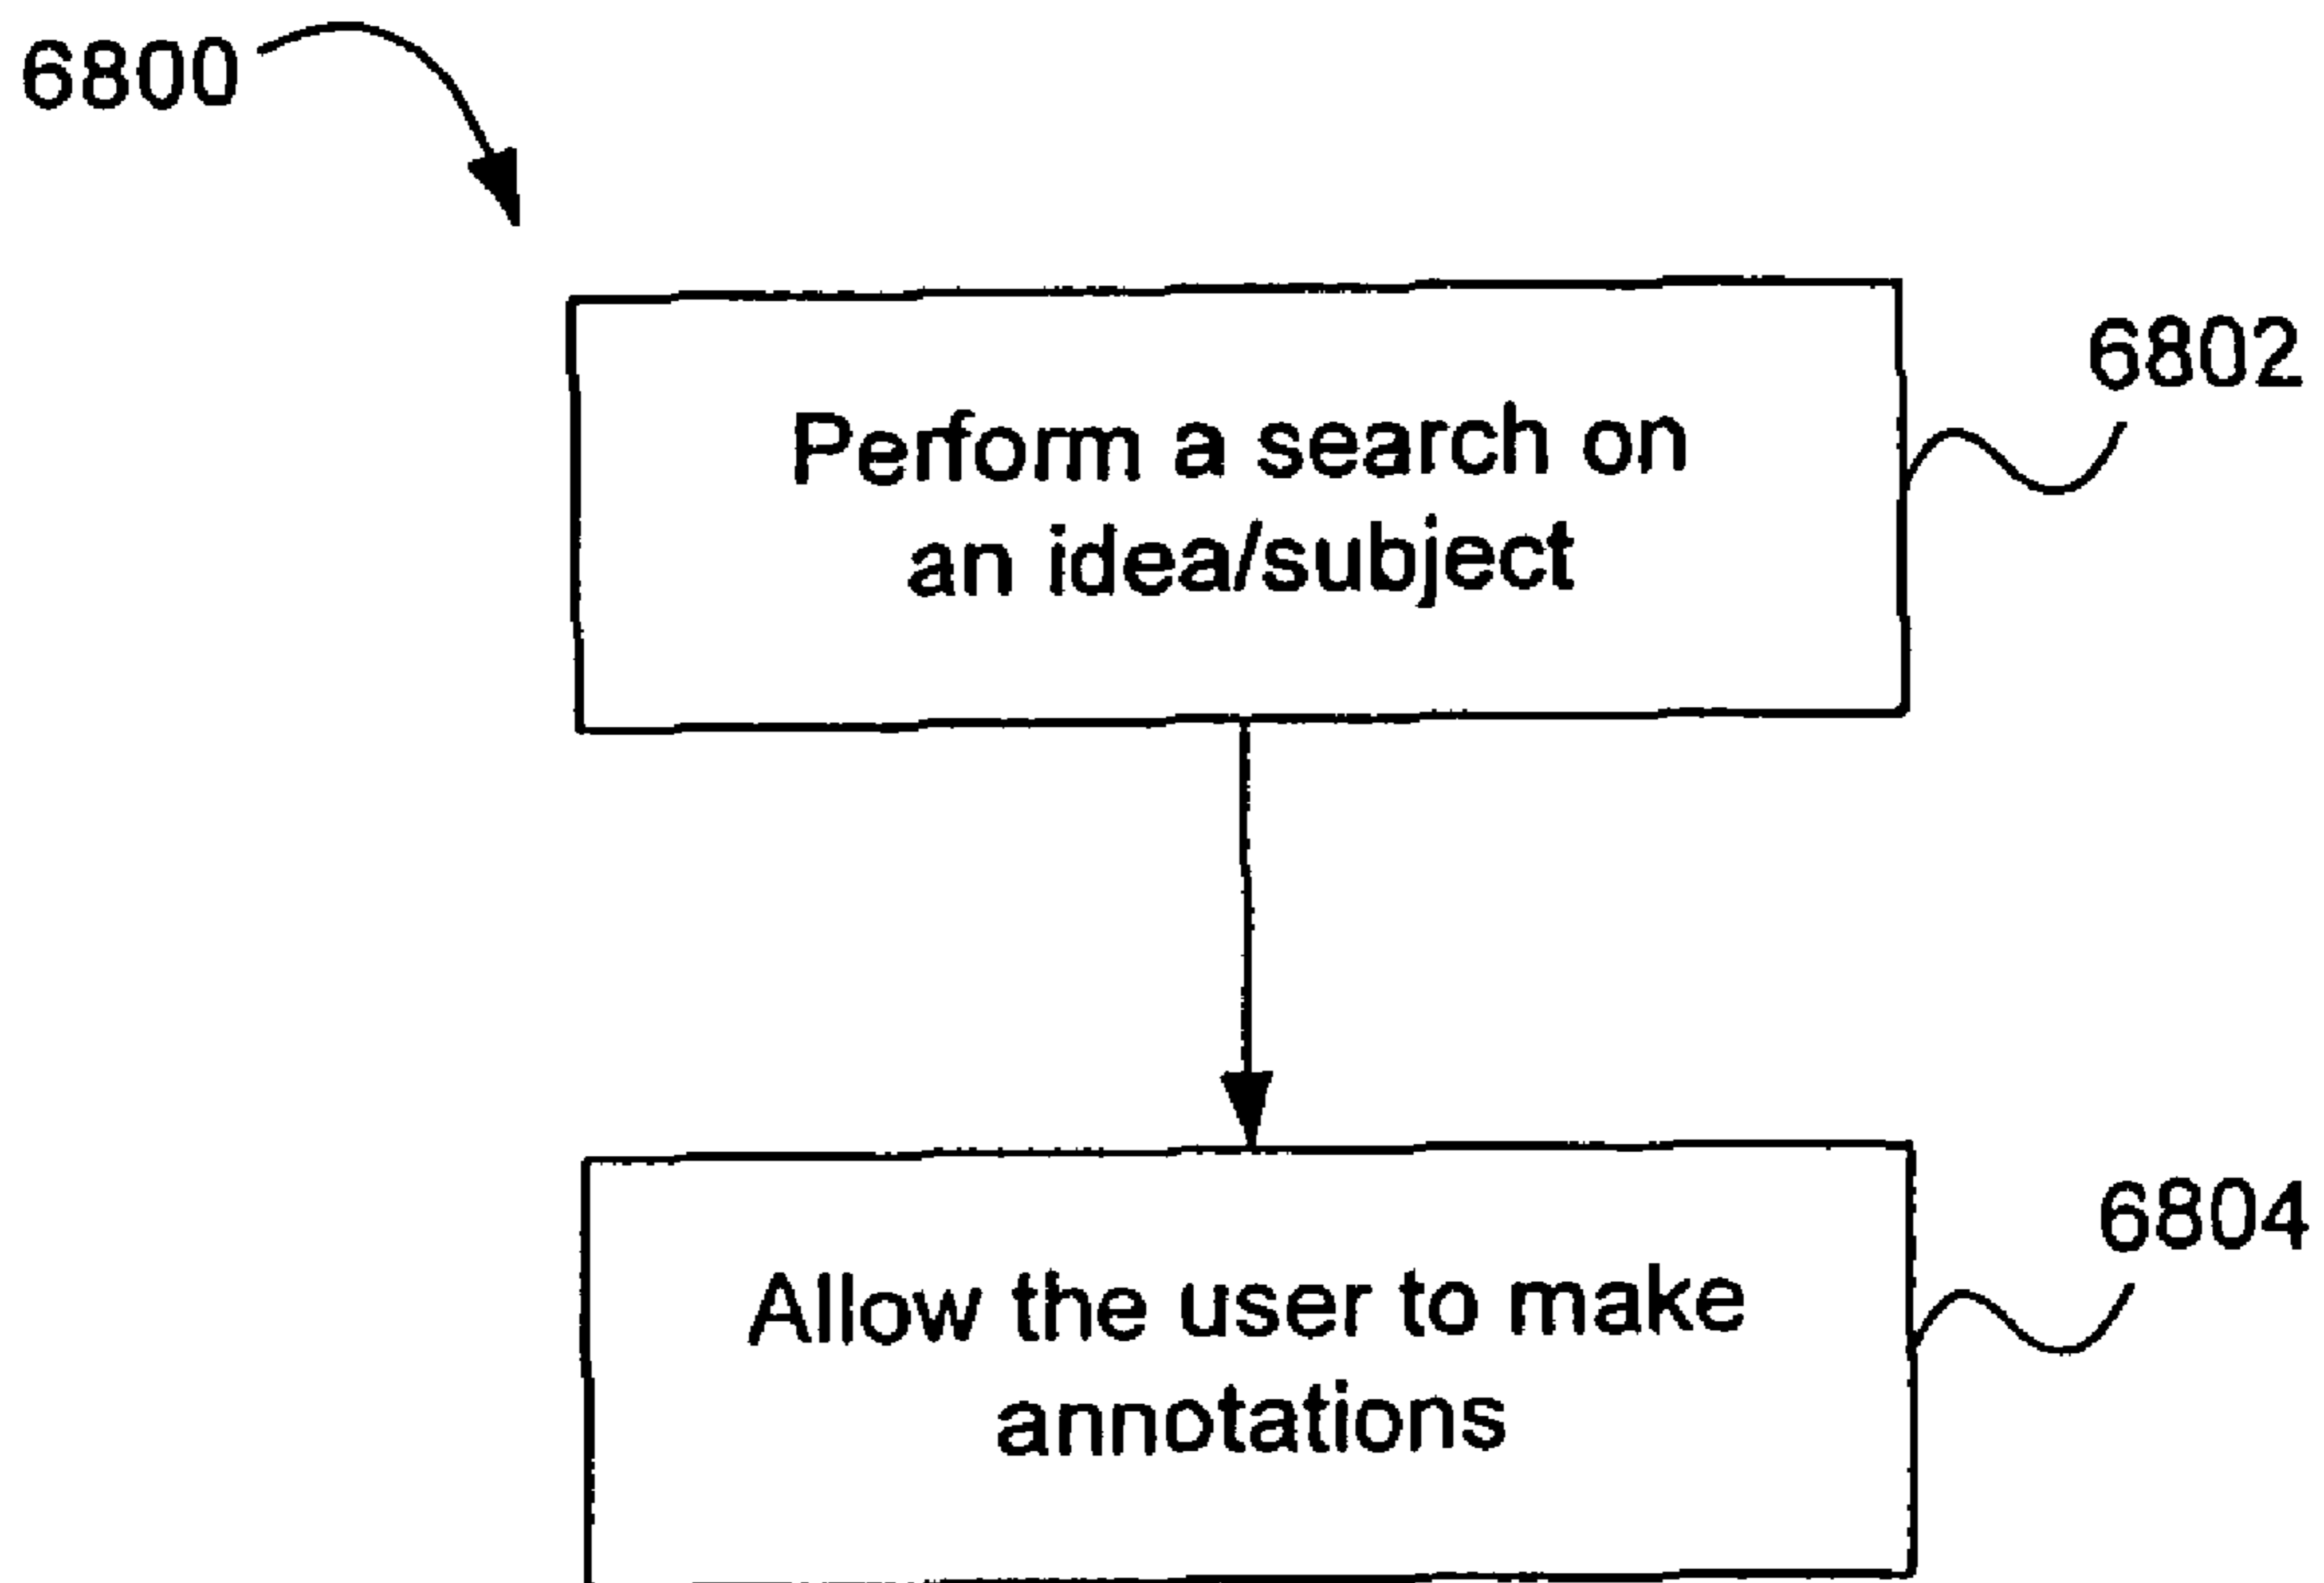 6800
6802
Perform a search on
an idea/subject
6804
Allow the user to make
annotations